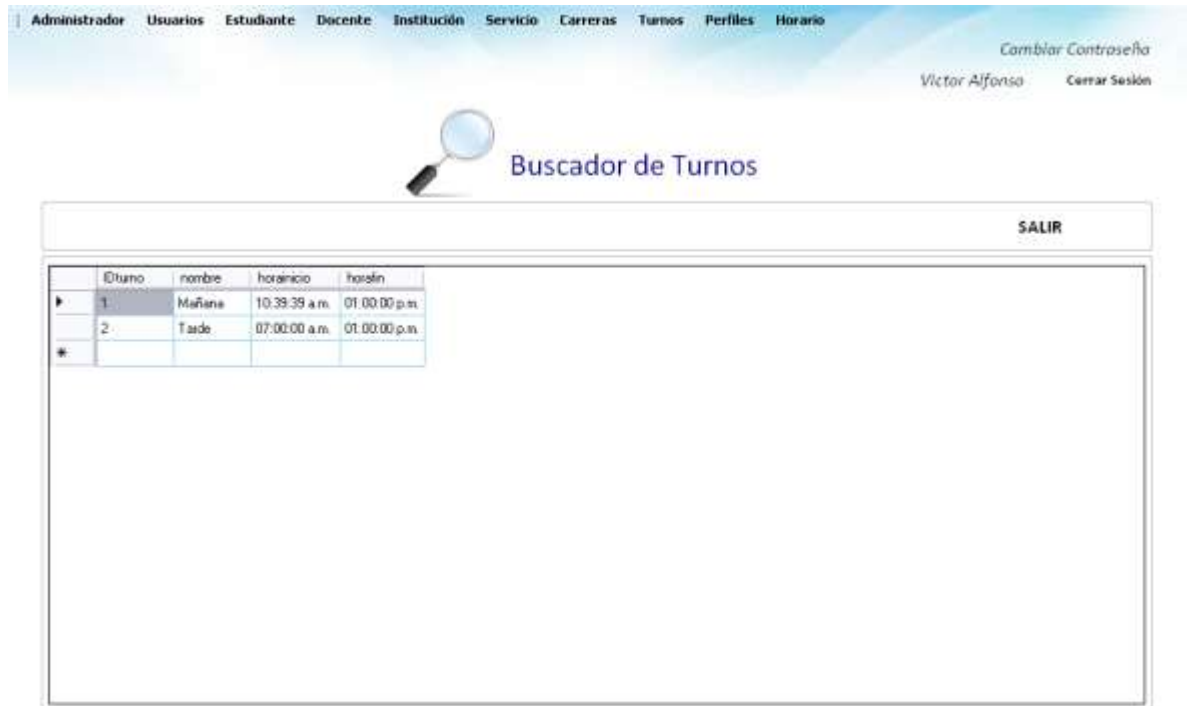 Administrador Usuarios Estudiante Docente Institución Servicio Carreras Turnos Perfiles Horario
Cambiar Contraseña
Victor Alfonso Cerrar Sesión
Buscador de Turnos
SALIR
IDturno nombre horainicio horafin
1 Mañana 10:39:39 a.m. 01:00:00 p.m.
2 Tarde 07:00:00 a.m. 01:00:00 p.m.